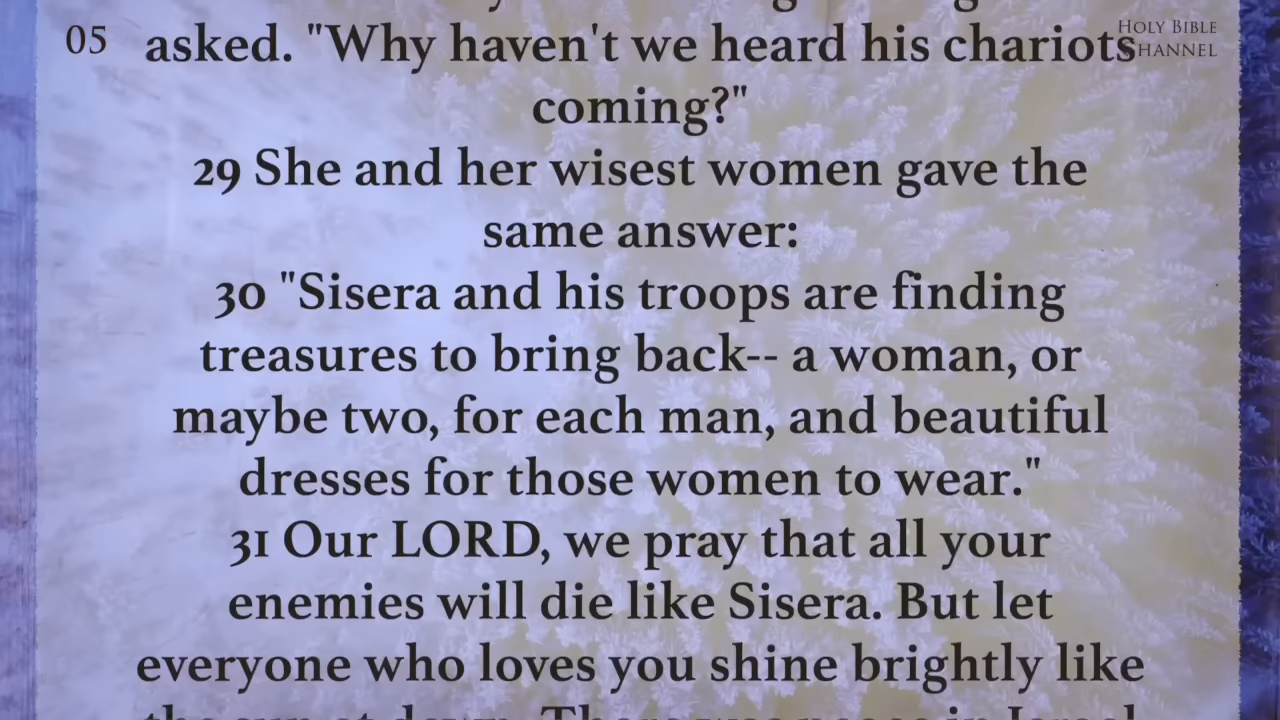 05
HOLY BIBLE
CHANNEL
asked. "Why haven't we heard his chariots
coming?"
29 She and her wisest women gave the
same answer:
30 "Sisera and his troops are finding
treasures to bring back-- a woman, or
maybe two, for each man, and beautiful
dresses for those women to wear."
31 Our LORD, we pray that all your
enemies will die like Sisera. But let
everyone who loves you shine brightly like